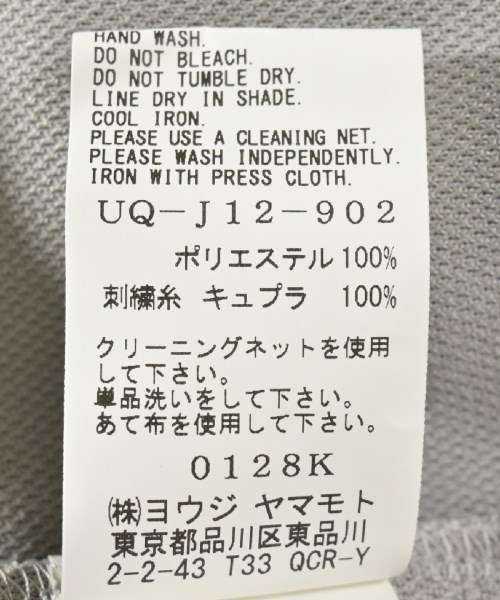 HAND WASH.
DO NOT BLEACH.
DO NOT TUMBLE DRY.
LINE DRY IN SHADE.
COOL IRON.
PLEASE USE A CLEANING NET.
PLEASE WASH INDEPENDENTLY.
IRON WITH PRESS CLOTH.
UQ-J12-902
ポリエステル 100%
刺繍糸 キュプラ 100%
クリーニングネットを使用
して下さい。
単品洗いをして下さい。
あて布を使用して下さい。
0128K
(株)ヨウジ ヤマモト
東京都品川区東品川
2-2-43 T33 QCR-Y